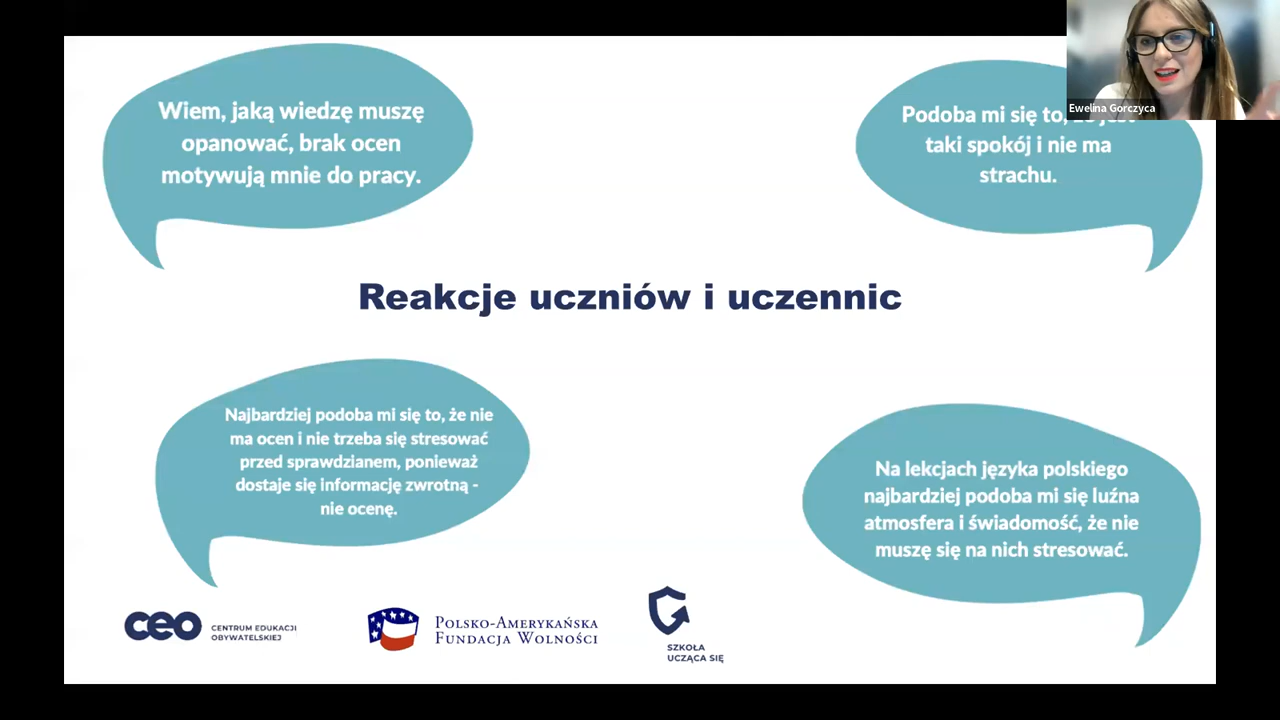 Wiem, jaką wiedzę muszę
opanować, brak ocen
motywują mnie do pracy.
Podoba mi się to,
taki spokój i nie ma
strachu.
Ewelina Gorczyca
Reakcje uczniów i uczennic
Najbardziej podoba mi się to, że nie
ma ocen i nie trzeba się stresować
przed sprawdzianem, ponieważ
dostaje się informację zwrotną -
nie ocenę.
Na lekcjach języka polskiego
najbardziej podoba mi się luźna
atmosfera i świadomość, że nie
muszę się na nich stresować.
ceo
CENTRUM EDUKACJI
OBYWATELSKIEJ
POLSKO-AMERYKAŃSKA
FUNDACJA WOLNOŚCI
SZKOŁA
UCZĄCA SIĘ